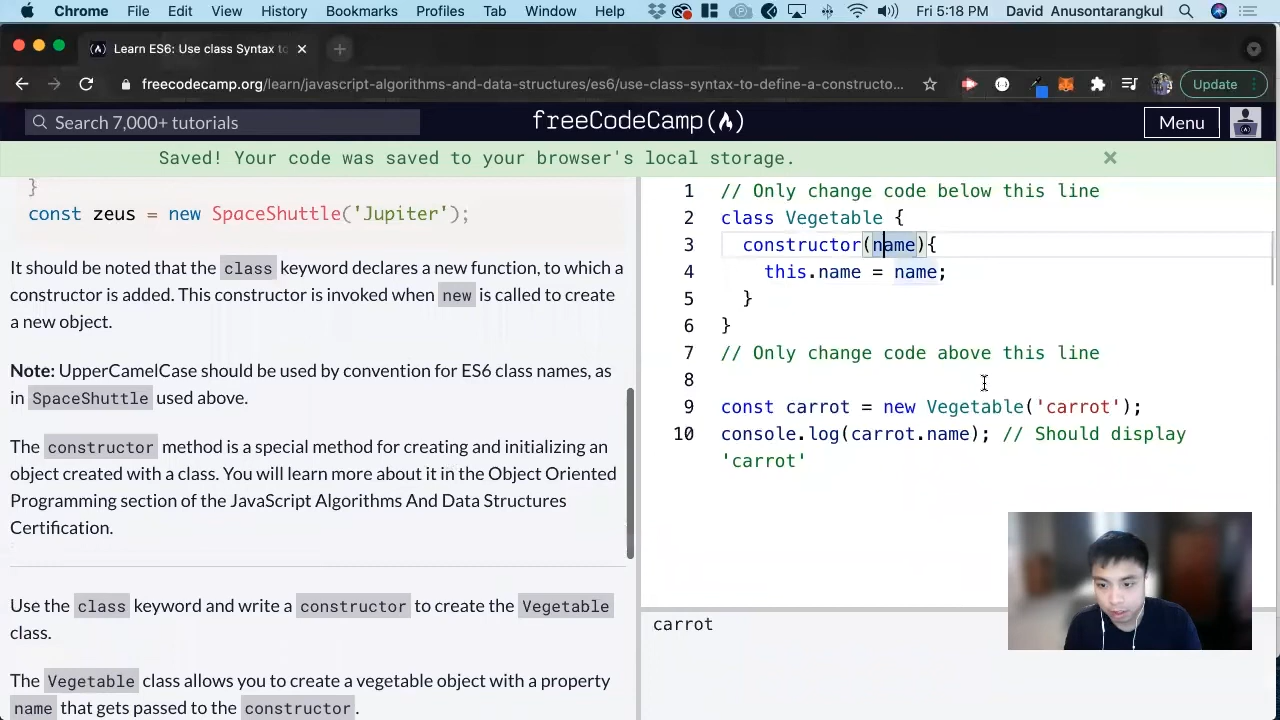 Chrome File Edit View History Bookmarks Profiles Tab Window Help Fri 5:18 PM David Anusontarangkul
Learn ES6: Use class Syntax to
freecodecamp.org/learn/javascript-algorithms-and-data-structures/es6/use-class-syntax-to-define-a-constructo... Update
Search 7,000+ tutorials freeCodeCamp Menu
Saved! Your code was saved to your browser's local storage.
}
const zeus = new SpaceShuttle('Jupiter');
It should be noted that the class keyword declares a new function, to which a
constructor is added. This constructor is invoked when new is called to create
a new object.
Note: UpperCamelCase should be used by convention for ES6 class names, as
in SpaceShuttle used above.
The constructor method is a special method for creating and initializing an
object created with a class. You will learn more about it in the Object Oriented
Programming section of the JavaScript Algorithms And Data Structures
Certification.
Use the class keyword and write a constructor to create the Vegetable
class.
The Vegetable class allows you to create a vegetable object with a property
name that gets passed to the constructor.
1 // Only change code below this line
2 class Vegetable {
3 constructor(name){
4 this.name = name;
5 }
6 }
7 // Only change code above this line
8
9 const carrot = new Vegetable('carrot');
10 console.log(carrot.name); // Should display
'carrot'
carrot